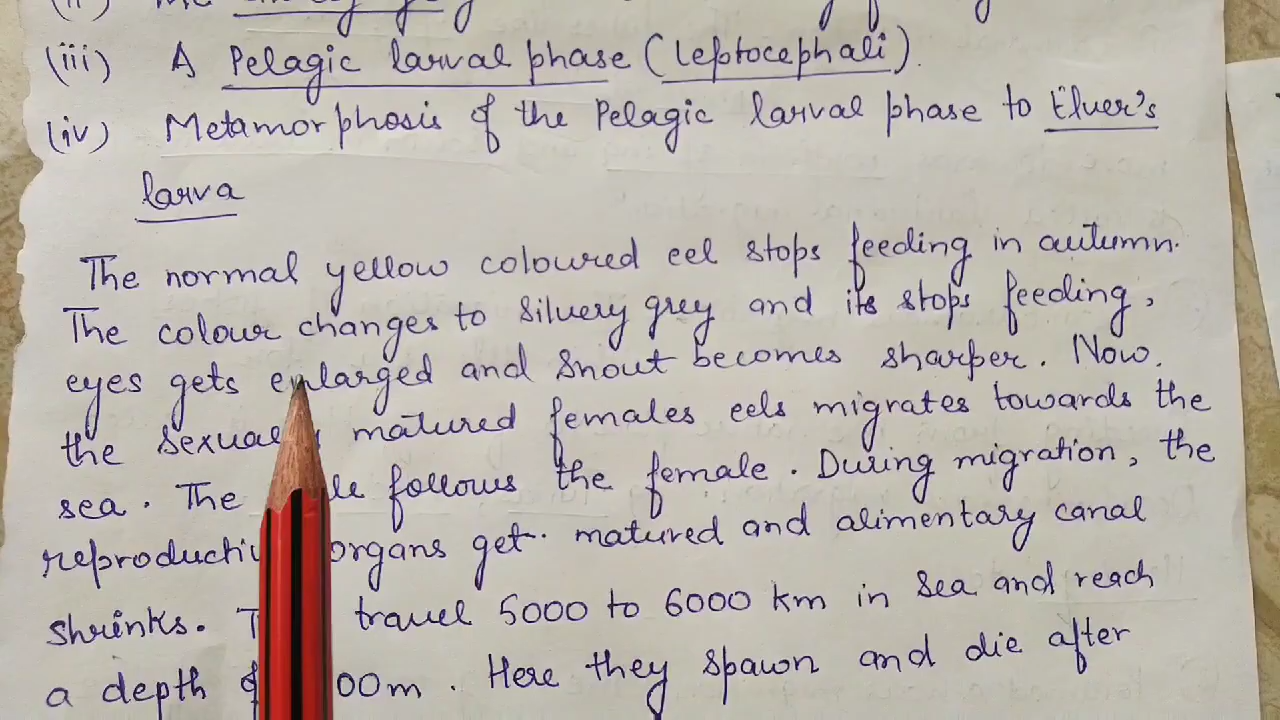 (iii) A Pelagic larval phase (leptocephali).
(iv) Metamorphosis of the Pelagic larval phase to Elver's
larva
The normal yellow coloured eel stops feeding in autumn.
The colour changes to silvery grey and its stops feeding,
eyes gets enlarged and snout becomes sharper. Now.
the sexually matured females eels migrates towards the
sea. The follows the female. During migration, the
reproductive organs get. matured and alimentary canal
shrinks. travel 5000 to 6000 km in sea and reach
a depth 00m. Here they spawn and die after